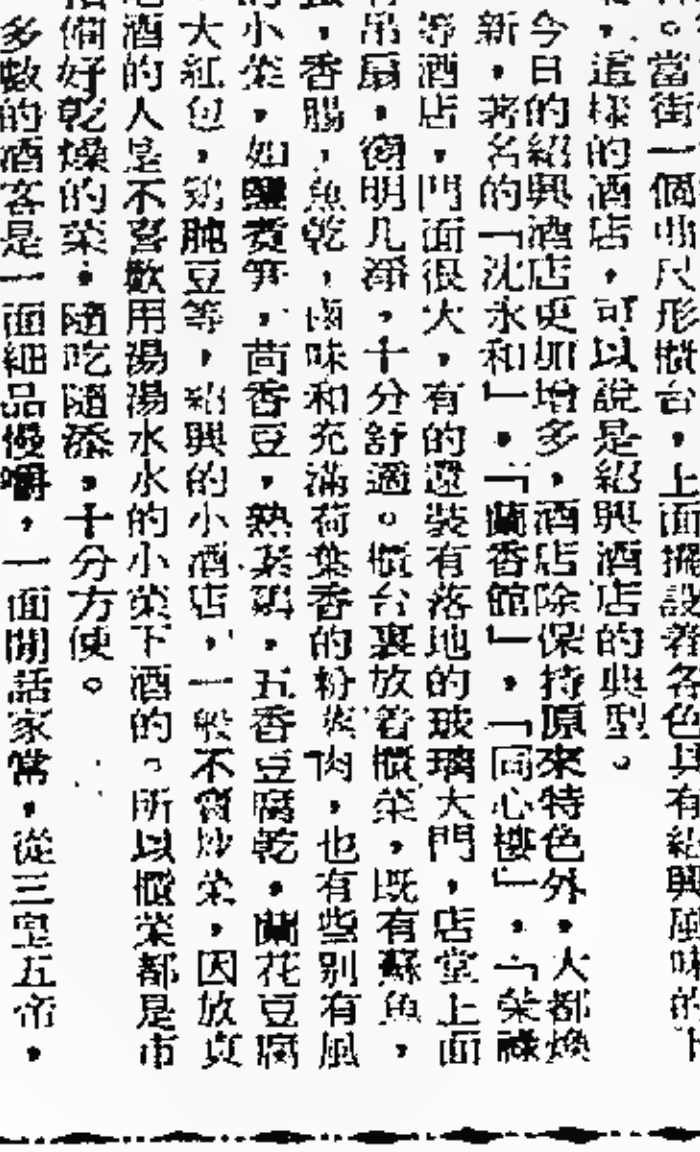 。當街一個曲尺形櫃台，上面擺設着各色具有紹興風味的下
，這樣的酒店，可以說是紹興酒店的典型。
今日的紹興酒店更加增多，酒店除保持原來特色外，大都煥
新，著名的「沈永和」，「蘭香館」，「同心樓」，「榮祿
等酒店，門面很大，有的還裝有落地的玻璃大門，店堂上面
吊扇，窗明几淨，十分舒適。櫃台裏放着櫃菜，既有蘇魚，
，香腸，魚乾，鹵味和充滿荷葉香的粉蒸肉，也有些別有風
小菜，如鹽煮笋，茴香豆，熟菜鷄，五香豆腐乾，蘭花豆腐
，大紅包，鷄肫豆等，紹興的小酒店，一般不賣炒菜，因放
酒的人是不喜歡用湯湯水水的小菜下酒的。所以櫃菜都是市
備好乾燥的菜，隨吃隨添，十分方便。
多數的酒客是一面細品慢嚼，一面閒話家常，從三皇五帝，